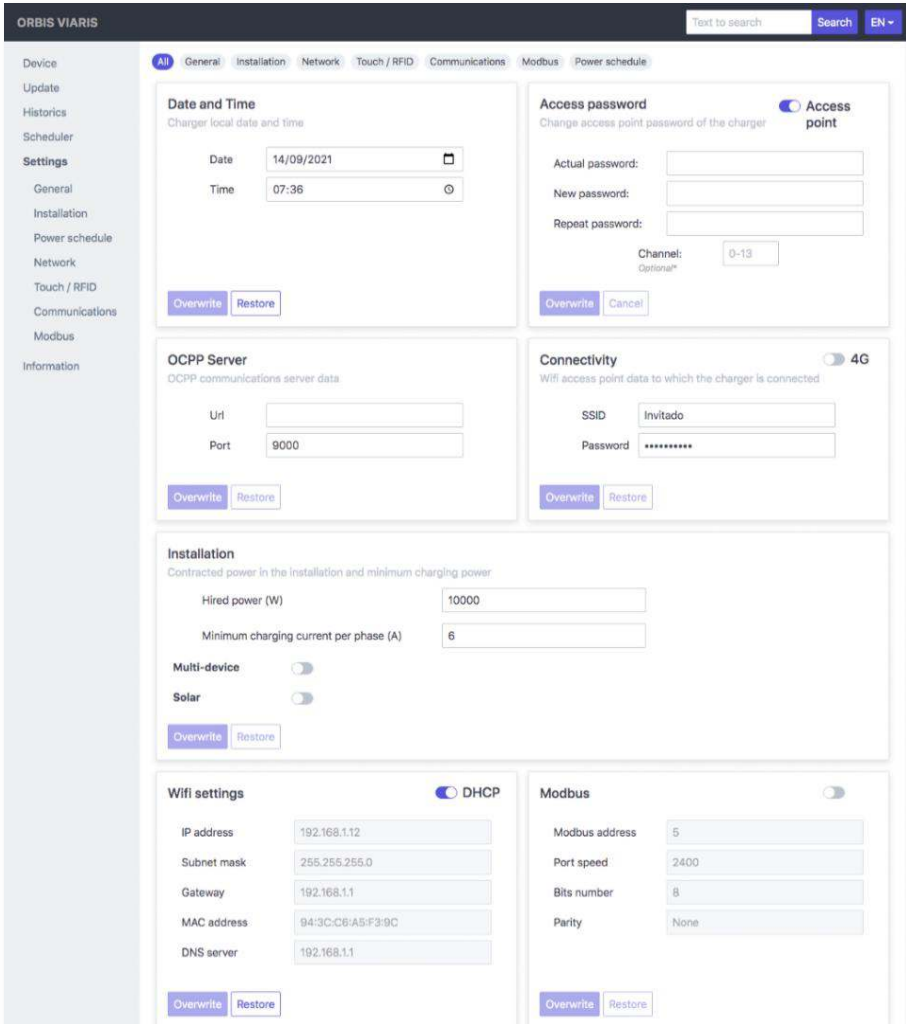 ORBIS VIARIS
Text to search
Search
EN
Device
Update
Historics
Scheduler
Settings
General
Installation
Power schedule
Network
Touch / RFID
Communications
Modbus
Information
All General Installation Network Touch / RFID Communications Modbus Power schedule
Date and Time
Charger local date and time
Date 14/09/2021
Time 07:36
Overwrite Restore
Access password
Access point
Change access point password of the charger
Actual password:
New password:
Repeat password:
Channel: 0-13
Optional*
Overwrite Cancel
OCPP Server
OCPP communications server data
Url
Port 9000
Overwrite Restore
Connectivity 4G
Wifi access point data to which the charger is connected
SSID Invitado
Password ••••••••••
Overwrite Restore
Installation
Contracted power in the installation and minimum charging power
Hired power (W) 10000
Minimum charging current per phase (A) 6
Multi-device
Solar
Overwrite Restore
Wifi settings DHCP
IP address 192.168.1.12
Subnet mask 255.255.255.0
Gateway 192.168.1.1
MAC address 94:3C:C6:A5:F3:9C
DNS server 192.168.1.1
Overwrite Restore
Modbus
Modbus address 5
Port speed 2400
Bits number 8
Parity None
Overwrite Restore